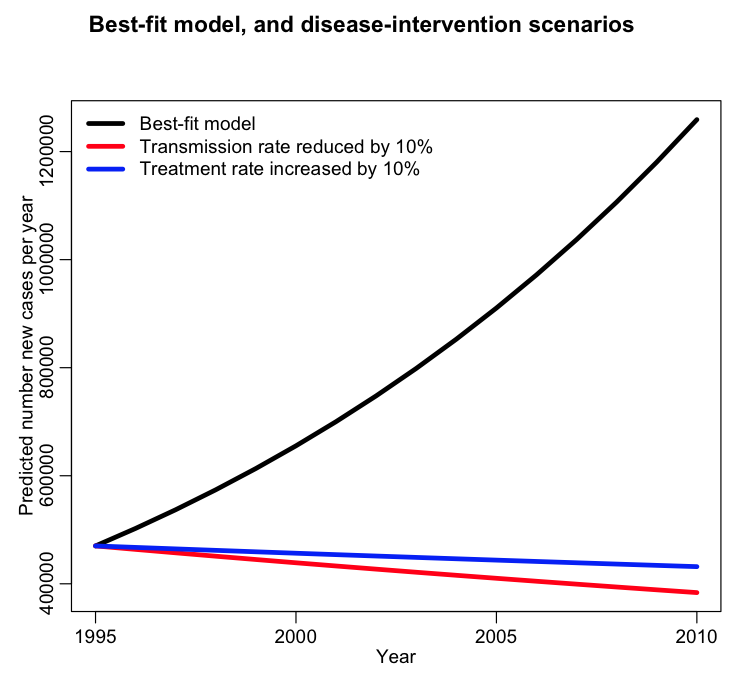 Best-fit model, and disease-intervention scenarios
Best-fit model
Transmission rate reduced by 10%
Treatment rate increased by 10%
Predicted number new cases per year
1200000
1000000
800000
600000
400000
1995
2000
2005
2010
Year